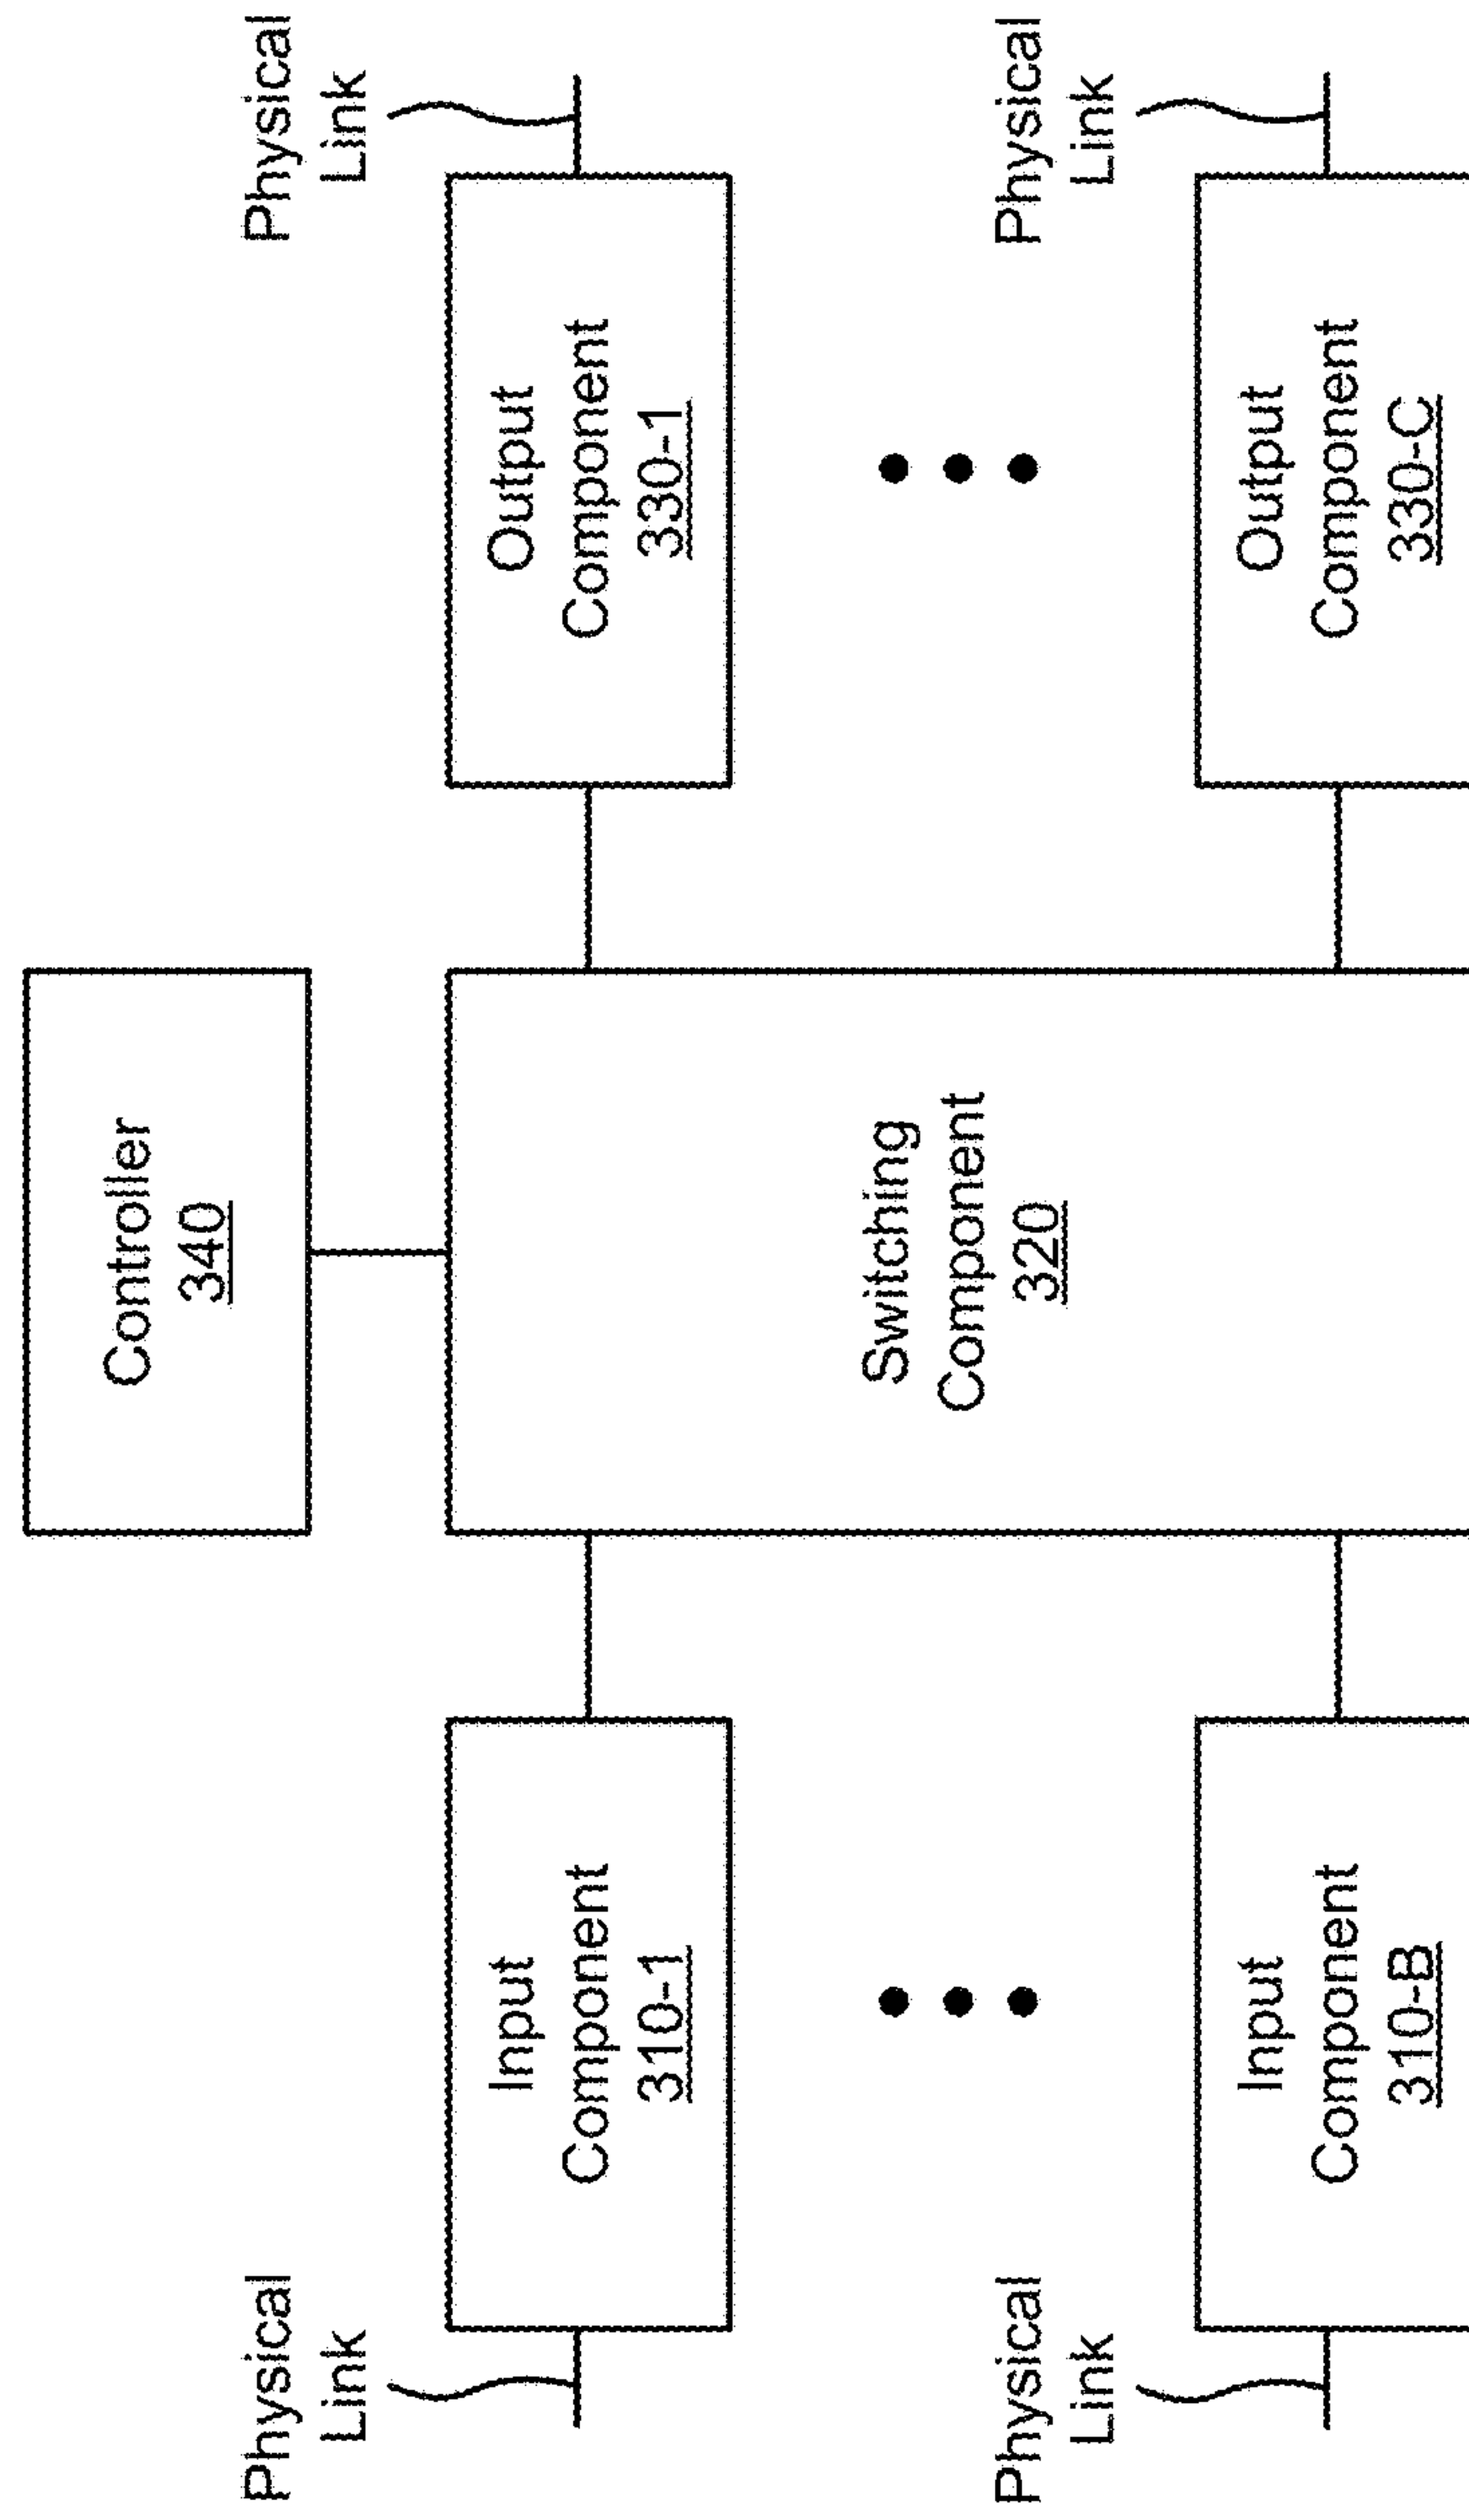 Controller
340
Physical
Link
Input
Component
310-1
Switching
Component
320
Output
Component
330-1
Physical
Link
Physical
Link
Input
Component
310-B
Output
Component
330-C
Physical
Link